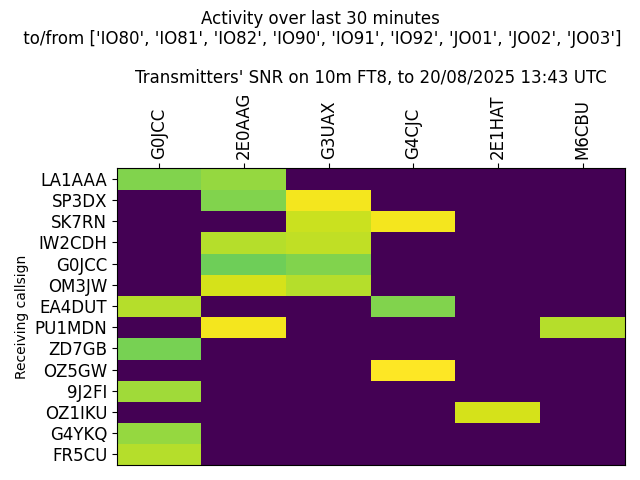 Activity over last 30 minutes
to/from ['IO80', 'IO81', 'IO82', 'IO90', 'IO91', 'IO92', 'JO01', 'JO02', 'JO03']
Transmitters' SNR on 10m FT8, to 20/08/2025 13:43 UTC
G0JCC
2E0AAG
G3UAX
G4CJC
2E1HAT
M6CBU
Receiving callsign
LA1AAA
SP3DX
SK7RN
IW2CDH
G0JCC
OM3JW
EA4DUT
PU1MDN
ZD7GB
OZ5GW
9J2FI
OZ1IKU
G4YKQ
FR5CU